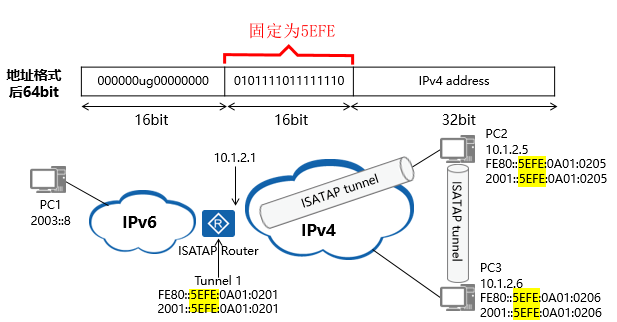 固定为5EFE
地址格式
后64bit
000000ug00000000
0101111011111110
IPv4 address
16bit
16bit
32bit
10.1.2.1
PC2
10.1.2.5
FE80::5EFE:0A01:0205
2001::5EFE:0A01:0205
ISATAP tunnel
PC1
2003::8
IPv6
R
ISATAP Router
IPv4
ISATAP tunnel
Tunnel 1
FE80::5EFE:0A01:0201
2001::5EFE:0A01:0201
PC3
10.1.2.6
FE80::5EFE:0A01:0206
2001::5EFE:0A01:0206